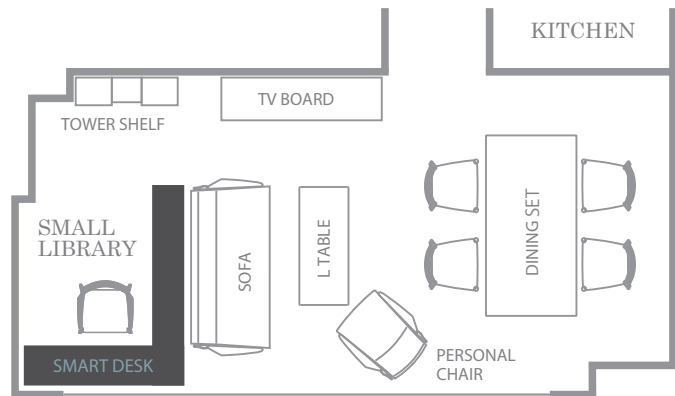 KITCHEN
TV BOARD
TOWER SHELF
SMALL
LIBRARY
SOFA
L TABLE
DINING SET
SMART DESK
PERSONAL
CHAIR